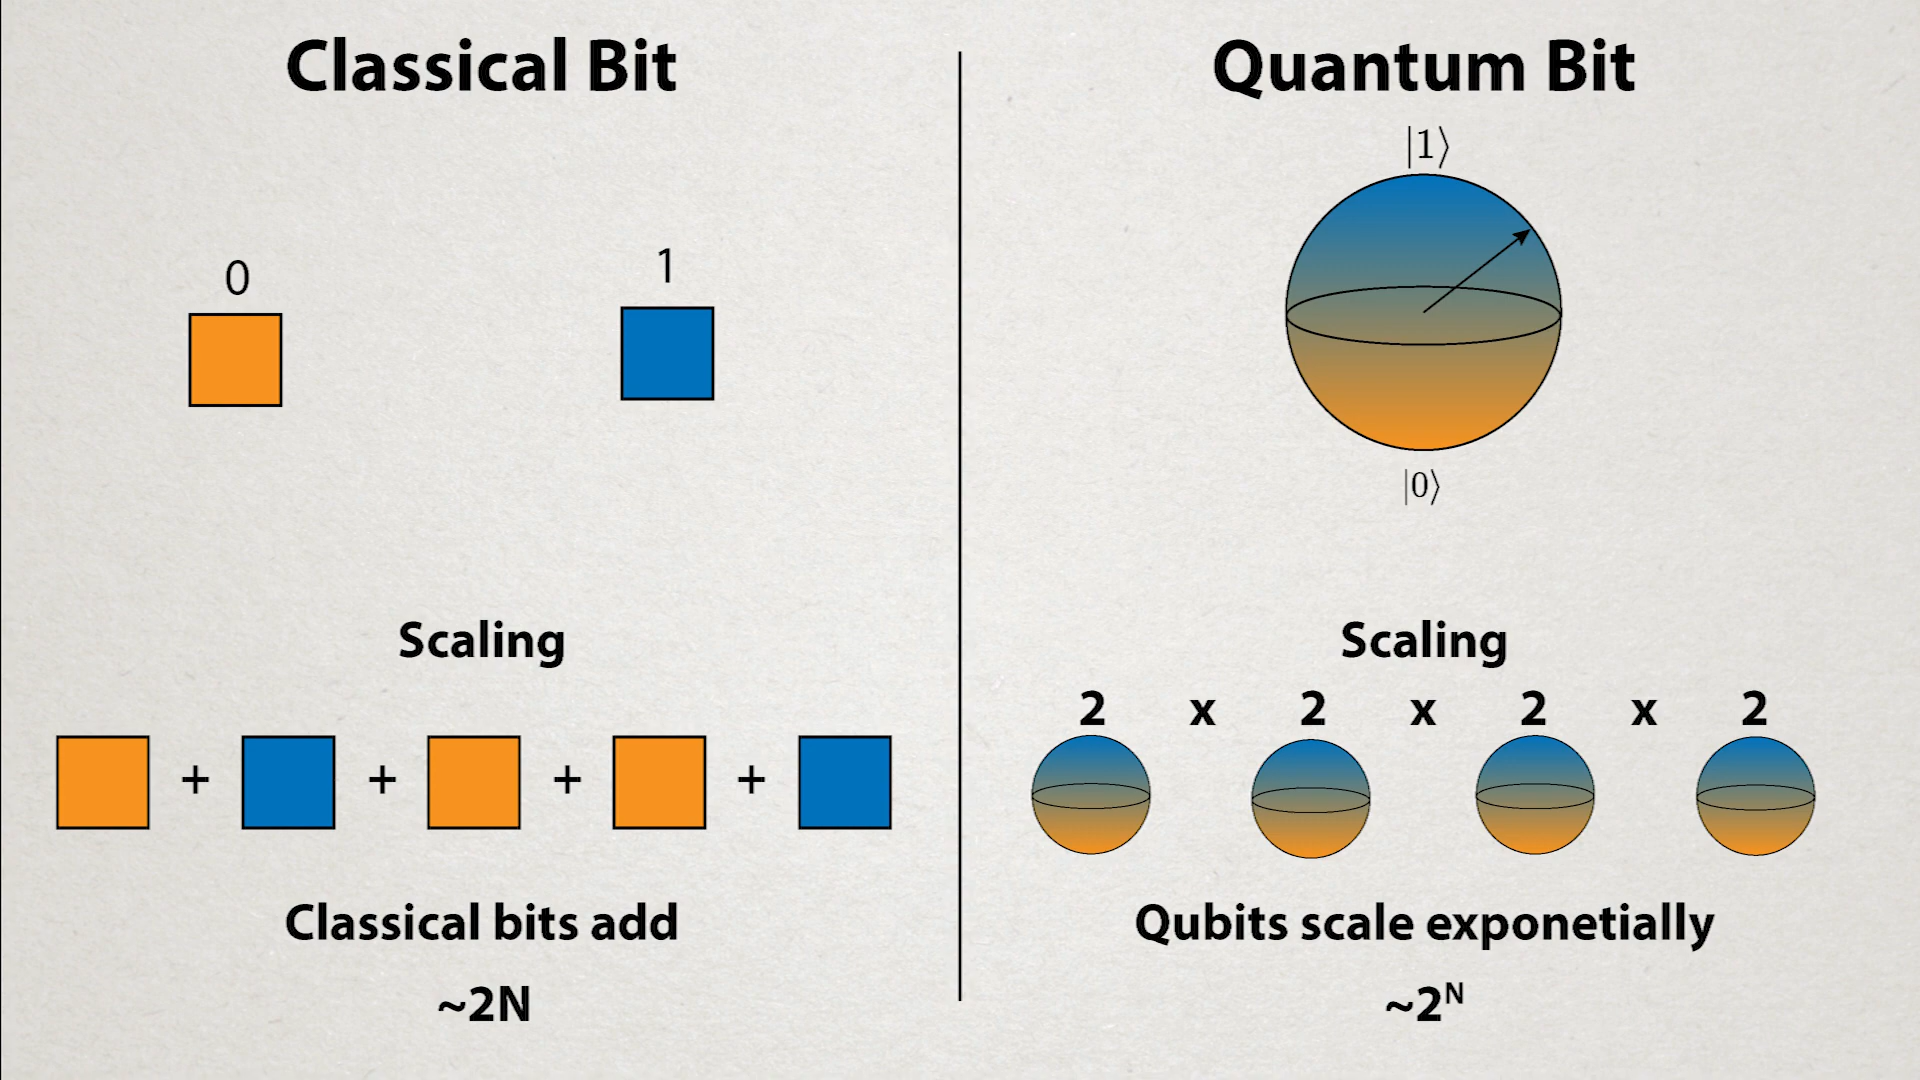 Classical Bit
0
1
Scaling
+ + + +
Classical bits add
~2N
Quantum Bit
|1⟩
|0⟩
Scaling
2 x 2 x 2 x 2
Qubits scale exponetially
~2ᴺ